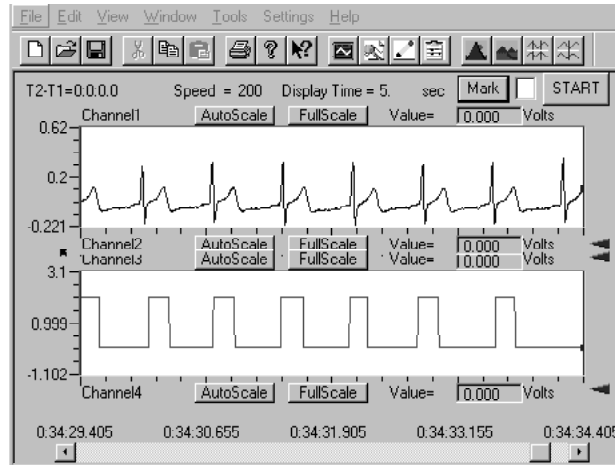 File Edit View Window Tools Settings Help
T2-T1=0:0:0.0 Speed = 200 Display Time = 5. sec Mark START
Channel1 AutoScale FullScale Value= 0.000 Volts
0.62
0.2
-0.221
Channel2 AutoScale FullScale Value= 0.000 Volts
Channel3 AutoScale FullScale Value= 0.000 Volts
3.1
0.999
-1.102
Channel4 AutoScale FullScale Value= 0.000 Volts
0:34:29.405 0:34:30.655 0:34:31.905 0:34:33.155 0:34:34.405